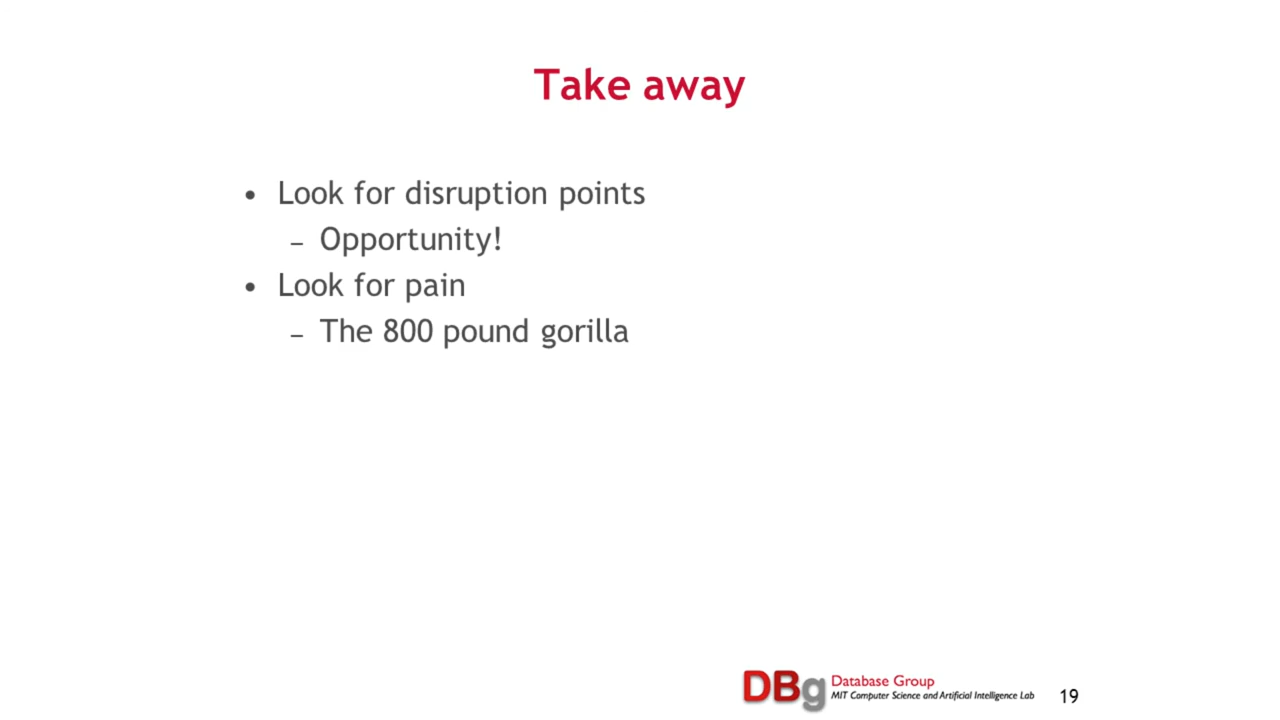 Take away
• Look for disruption points
– Opportunity!
• Look for pain
– The 800 pound gorilla
DBg Database Group
MIT Computer Science and Artificial Intelligence Lab
19